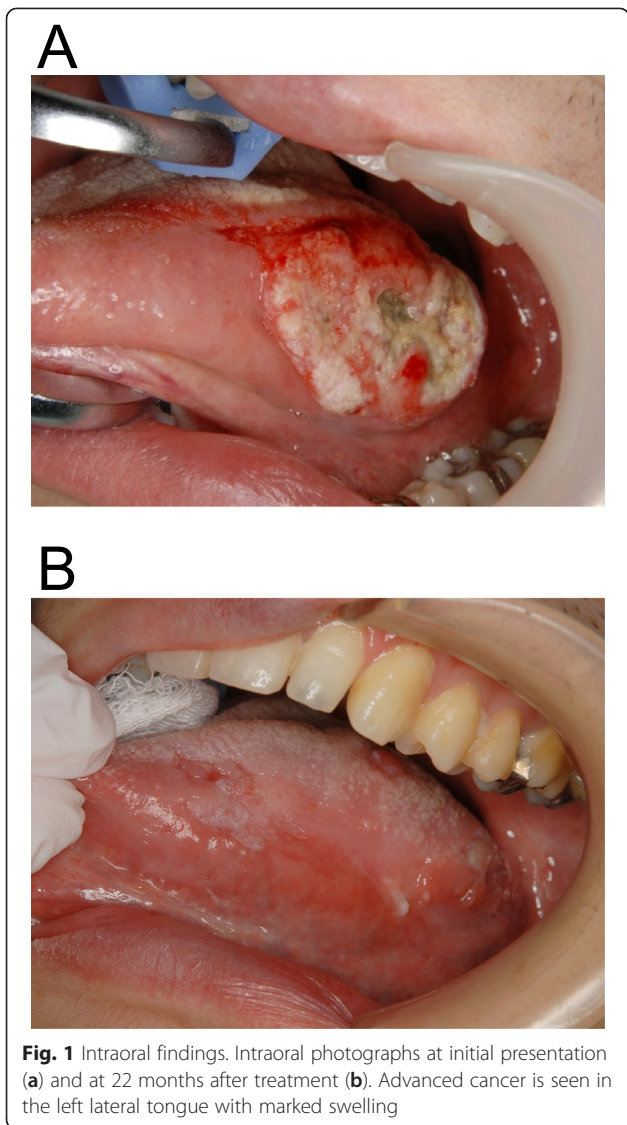 A
B
Fig. 1 Intraoral findings. Intraoral photographs at initial presentation
(a) and at 22 months after treatment (b). Advanced cancer is seen in
the left lateral tongue with marked swelling